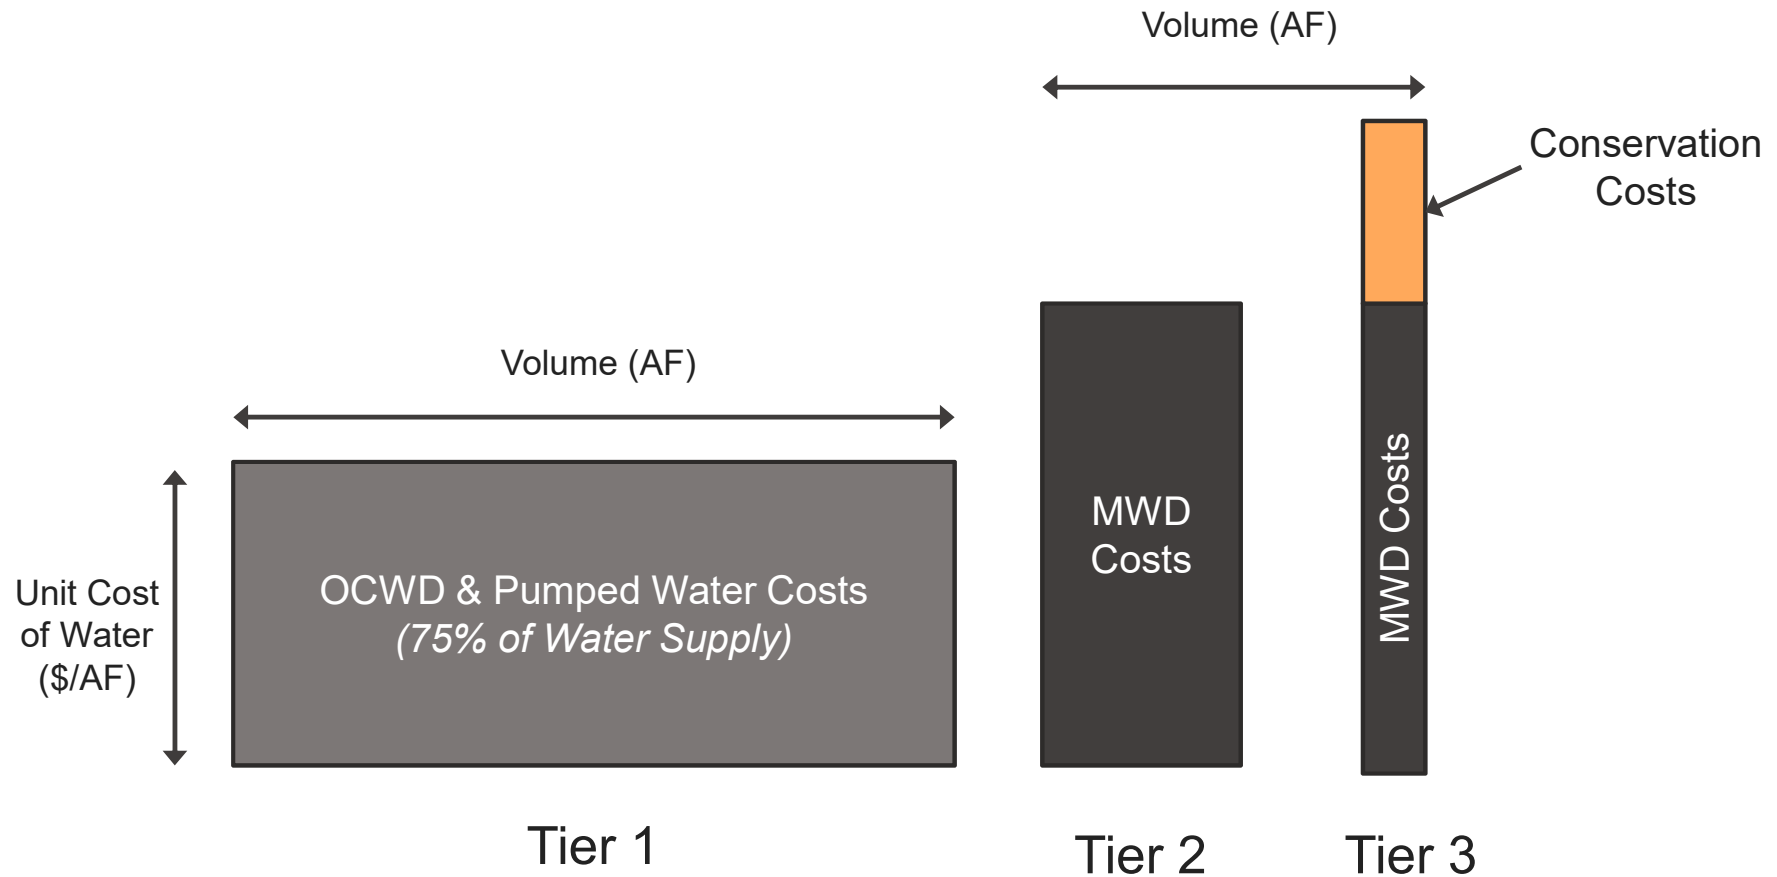 Volume (AF)
Conservation
Costs
Volume (AF)
MWD
Costs
MWD Costs
Unit Cost
of Water
($/AF)
OCWD & Pumped Water Costs
(75% of Water Supply)
Tier 1
Tier 2
Tier 3